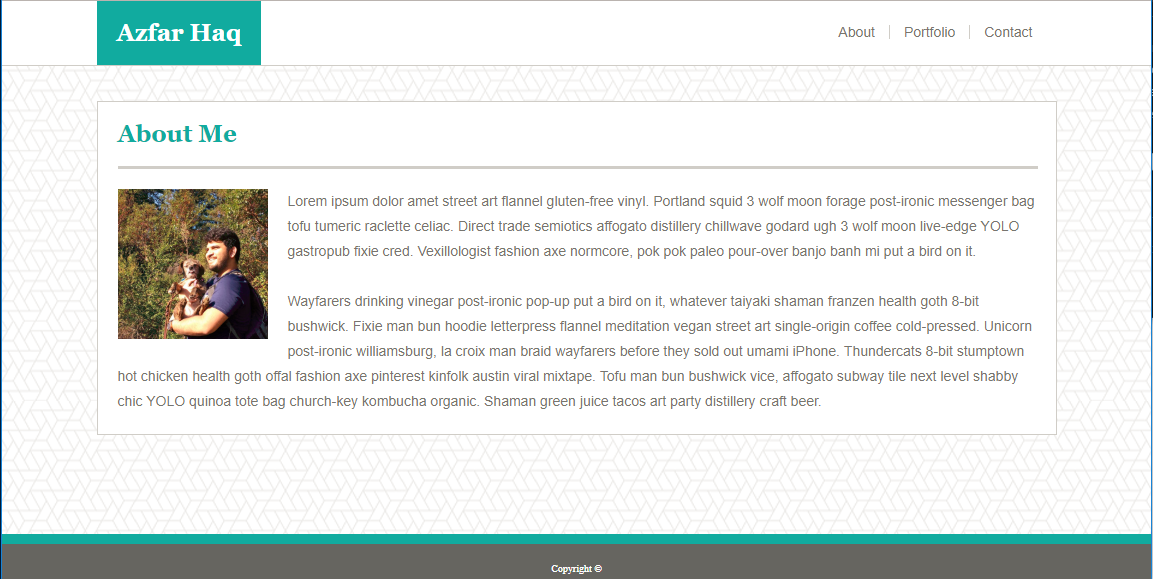 Azfar Haq
About
Portfolio
Contact
About Me
Lorem ipsum dolor amet street art flannel gluten-free vinyl. Portland squid 3 wolf moon forage post-ironic messenger bag
tofu tumeric raclette celiac. Direct trade semiotics affogato distillery chillwave godard ugh 3 wolf moon live-edge YOLO
gastropub fixie cred. Vexillologist fashion axe normcore, pok pok paleo pour-over banjo banh mi put a bird on it.
Wayfarers drinking vinegar post-ironic pop-up put a bird on it, whatever taiyaki shaman franzen health goth 8-bit
bushwick. Fixie man bun hoodie letterpress flannel meditation vegan street art single-origin coffee cold-pressed. Unicorn
post-ironic williamsburg, la croix man braid wayfarers before they sold out umami iPhone. Thundercats 8-bit stumptown
hot chicken health goth offal fashion axe pinterest kinfolk austin viral mixtape. Tofu man bun bushwick vice, affogato subway tile next level shabby
chic YOLO quinoa tote bag church-key kombucha organic. Shaman green juice tacos art party distillery craft beer.
Copyright ©